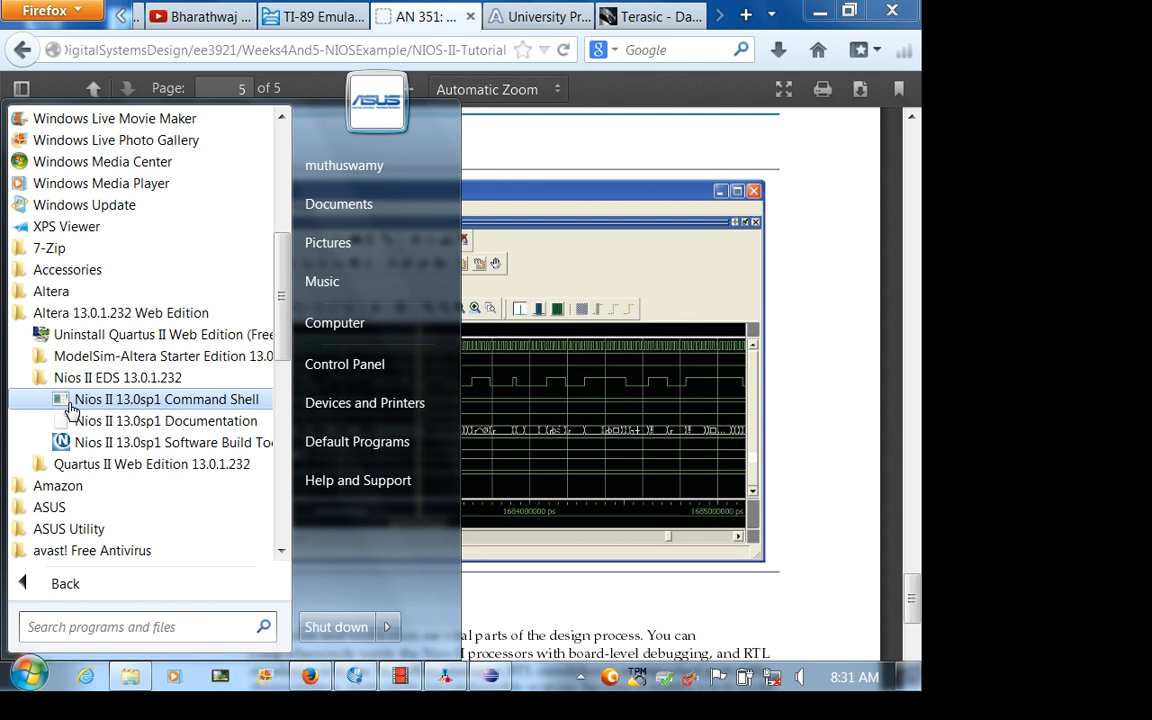 Firefox
Bharathwaj ...
TI-89 Emula...
AN 351: ...
University Pr...
Terasic - Da...
DigitalSystemsDesign/ee3921/Weeks4And5-NIOSExample/NIOS-II-Tutorial
Google
Page: 5 of 5
Automatic Zoom
Windows Live Movie Maker
Windows Live Photo Gallery
Windows Media Center
Windows Media Player
Windows Update
XPS Viewer
7-Zip
Accessories
Altera
Altera 13.0.1.232 Web Edition
Uninstall Quartus II Web Edition (Free
ModelSim-Altera Starter Edition 13.0
Nios II EDS 13.0.1.232
Nios II 13.0sp1 Command Shell
Nios II 13.0sp1 Documentation
Nios II 13.0sp1 Software Build Too
Quartus II Web Edition 13.0.1.232
Amazon
ASUS
ASUS Utility
avast! Free Antivirus
Back
Search programs and files
ASUS
muthuswamy
Documents
Pictures
Music
Computer
Control Panel
Devices and Printers
Default Programs
Help and Support
Shut down
1684000000 ps
1685000000 ps
parts of the design process. You can
processors with board-level debugging, and RTL
8:31 AM